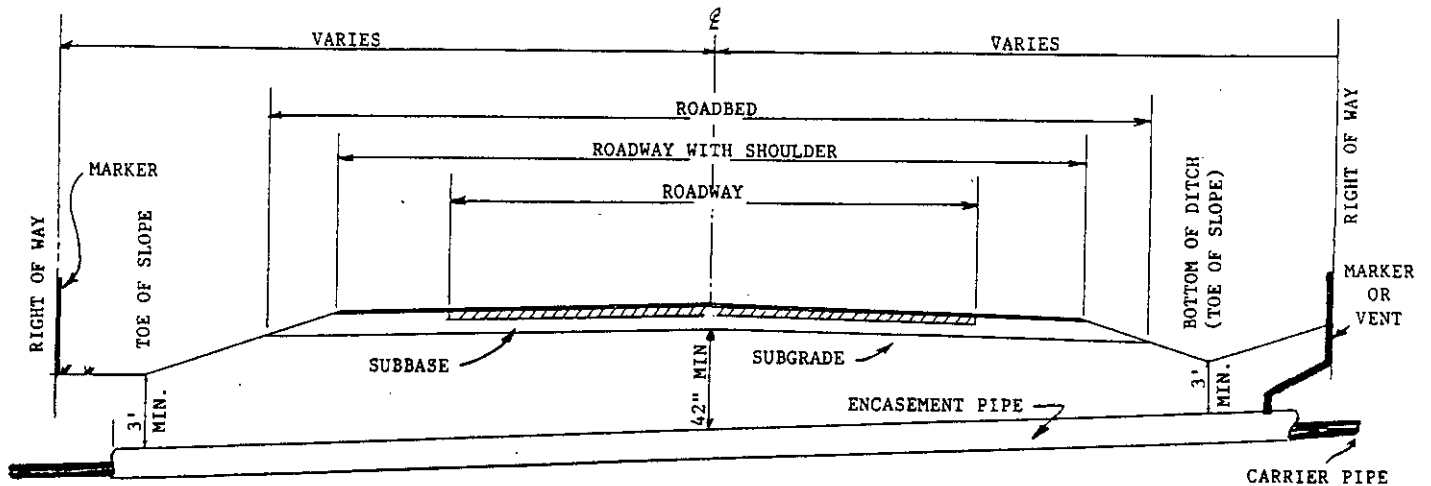 ℄
VARIES
VARIES
ROADBED
ROADWAY WITH SHOULDER
ROADWAY
MARKER
RIGHT OF WAY
TOE OF SLOPE
BOTTOM OF DITCH
(TOE OF SLOPE)
RIGHT OF WAY
MARKER
OR
VENT
SUBBASE
SUBGRADE
3'
MIN.
42" MIN
3'
MIN.
ENCASEMENT PIPE
CARRIER PIPE